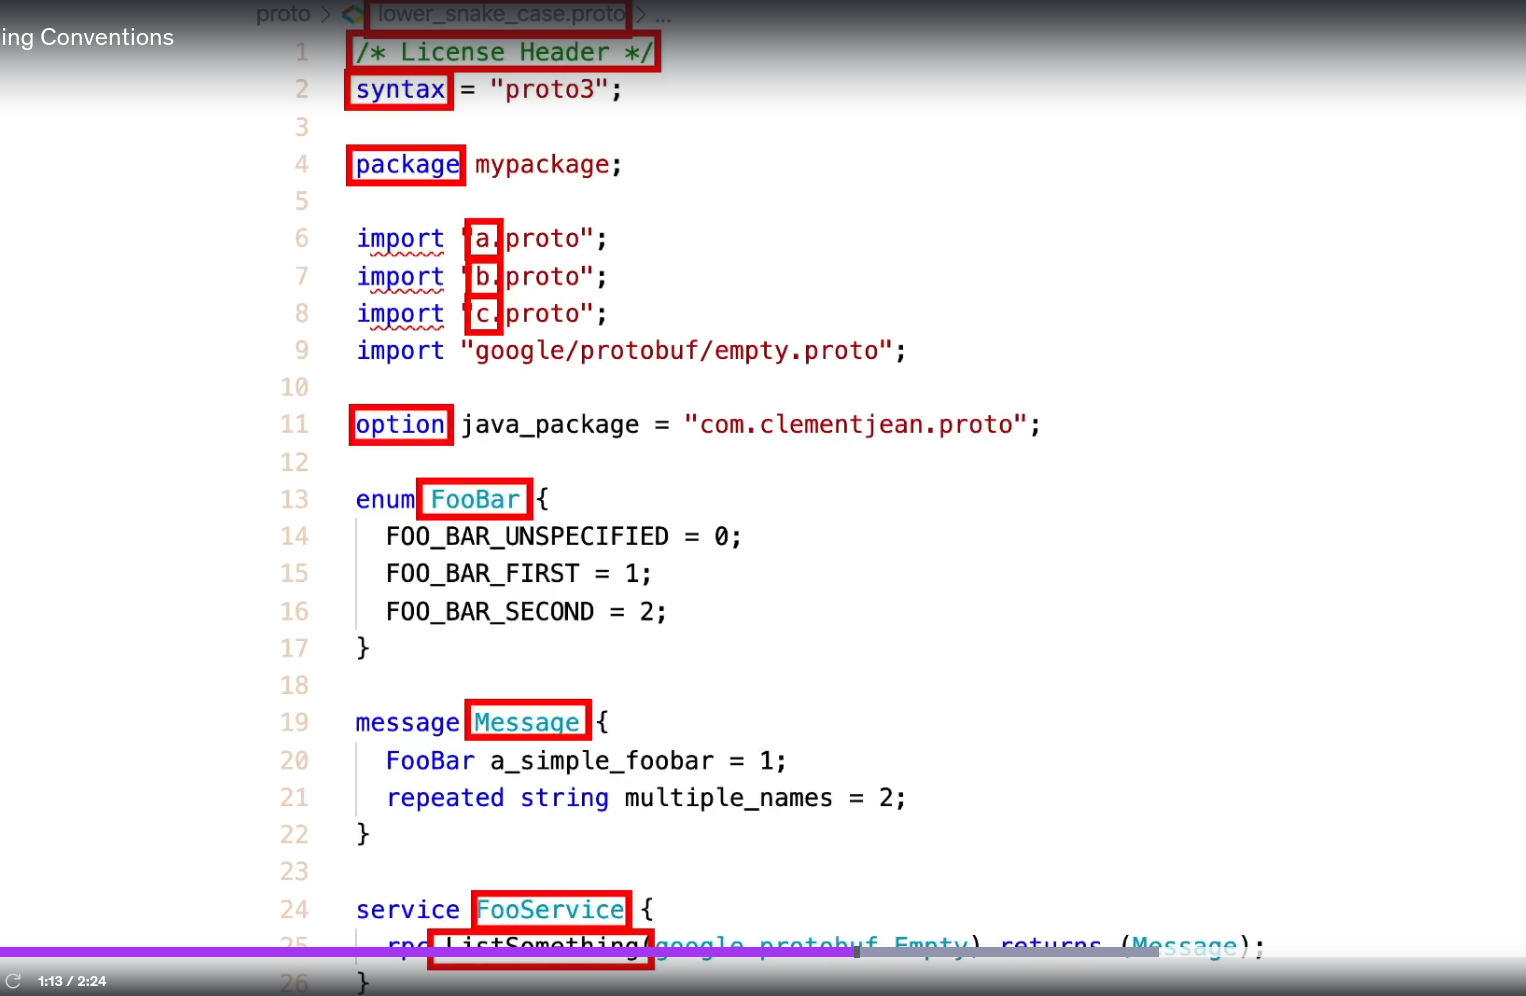 proto > lower_snake_case.proto > ...
ing Conventions
1 /* License Header */
2 syntax = "proto3";
3
4 package mypackage;
5
6 import "a.proto";
7 import "b.proto";
8 import "c.proto";
9 import "google/protobuf/empty.proto";
10
11 option java_package = "com.clementjean.proto";
12
13 enum FooBar {
14 FOO_BAR_UNSPECIFIED = 0;
15 FOO_BAR_FIRST = 1;
16 FOO_BAR_SECOND = 2;
17 }
18
19 message Message {
20 FooBar a_simple_foobar = 1;
21 repeated string multiple_names = 2;
22 }
23
24 service FooService {
25 rpc ListSomething(google.protobuf.Empty) returns (Message);
26 }
1:13 / 2:24